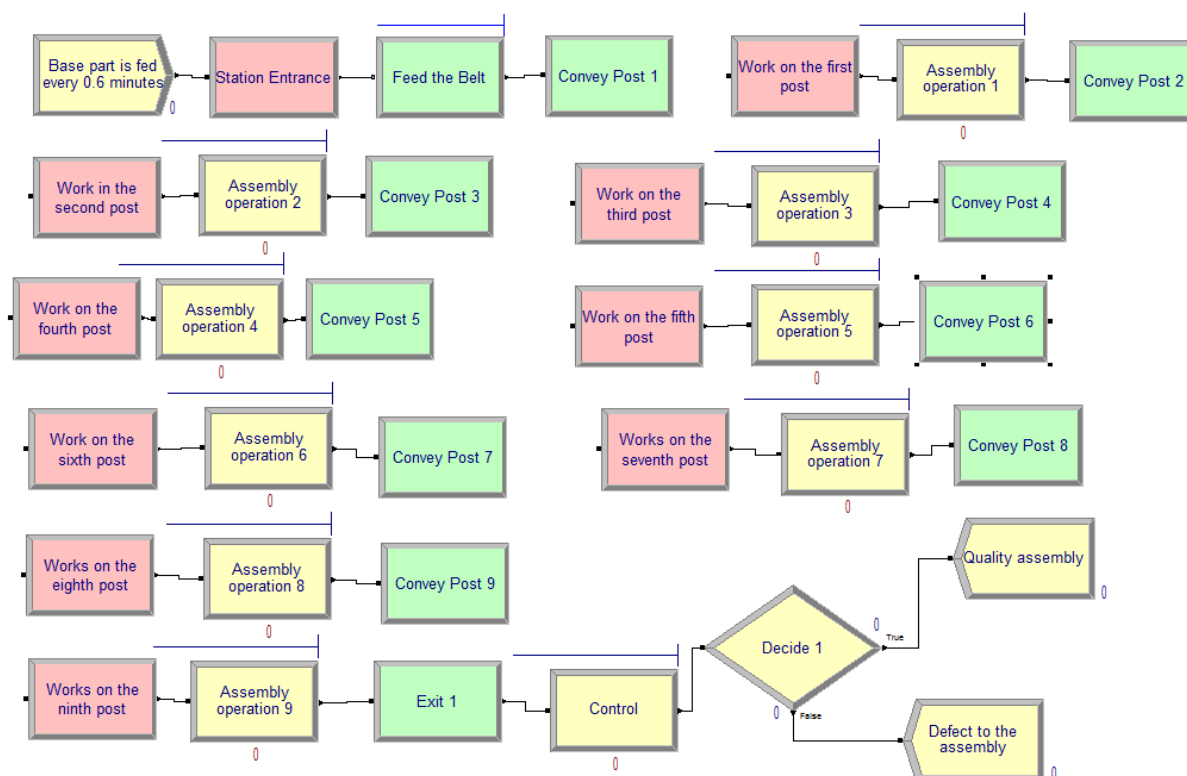 Base part is fed
every 0.6 minutes
0
Station Entrance
Feed the Belt
Convey Post 1
Work on the first
post
Assembly
operation 1
0
Convey Post 2
Work in the
second post
Assembly
operation 2
0
Convey Post 3
Work on the
third post
Assembly
operation 3
0
Convey Post 4
Work on the
fourth post
Assembly
operation 4
0
Convey Post 5
Work on the fifth
post
Assembly
operation 5
0
Convey Post 6
Work on the
sixth post
Assembly
operation 6
0
Convey Post 7
Works on the
seventh post
Assembly
operation 7
0
Convey Post 8
Works on the
eighth post
Assembly
operation 8
0
Convey Post 9
Works on the
ninth post
Assembly
operation 9
0
Exit 1
Control
0
Decide 1
0
True
0
False
Quality assembly
0
Defect to the
assembly
0